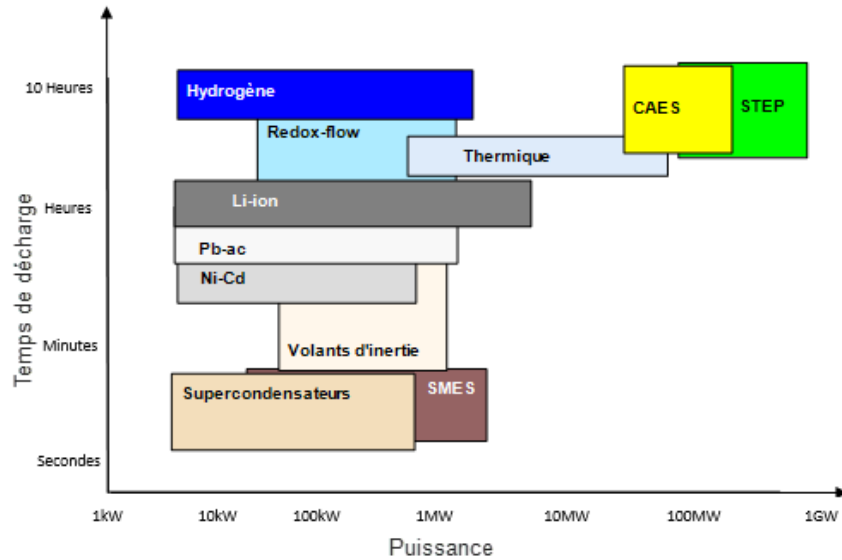 10 Heures
Hydrogène
CAES
STEP
Redox-flow
Thermique
Heures
Li-ion
Pb-ac
Ni-Cd
Temps de décharge
Minutes
Volants d'inertie
Supercondensateurs
SMES
Secondes
1kW
10kW
100kW
1MW
10MW
100MW
1GW
Puissance